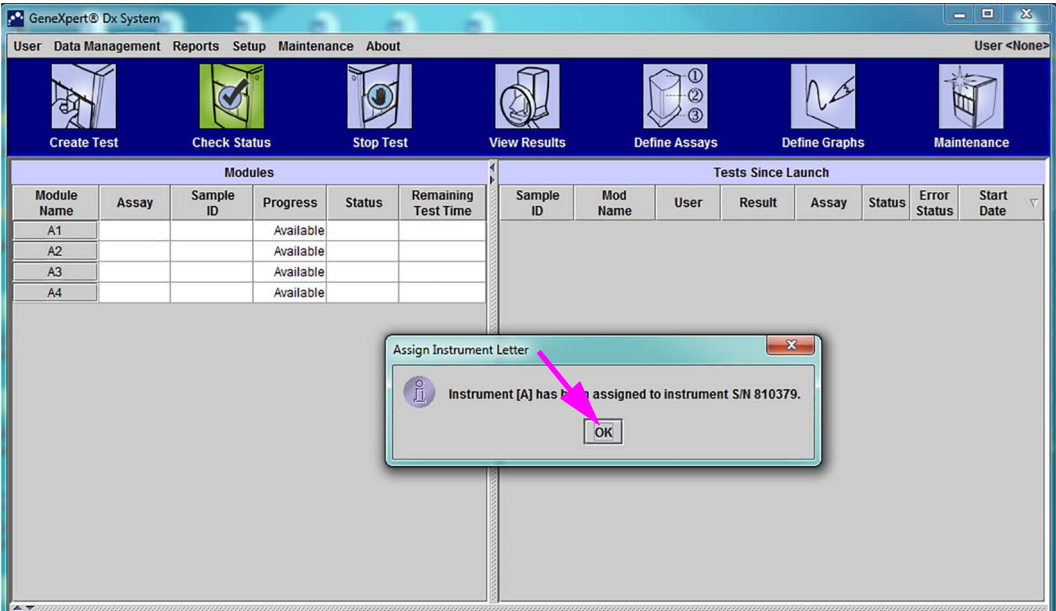 GeneXpert® Dx System
User Data Management Reports Setup Maintenance About User <None>
Create Test Check Status Stop Test View Results Define Assays Define Graphs Maintenance
1
2
3
Modules
Module Name Assay Sample ID Progress Status Remaining Test Time
A1 Available
A2 Available
A3 Available
A4 Available
Tests Since Launch
Sample ID Mod Name User Result Assay Status Error Status Start Date
Assign Instrument Letter
Instrument [A] has assigned to instrument S/N 810379.
OK